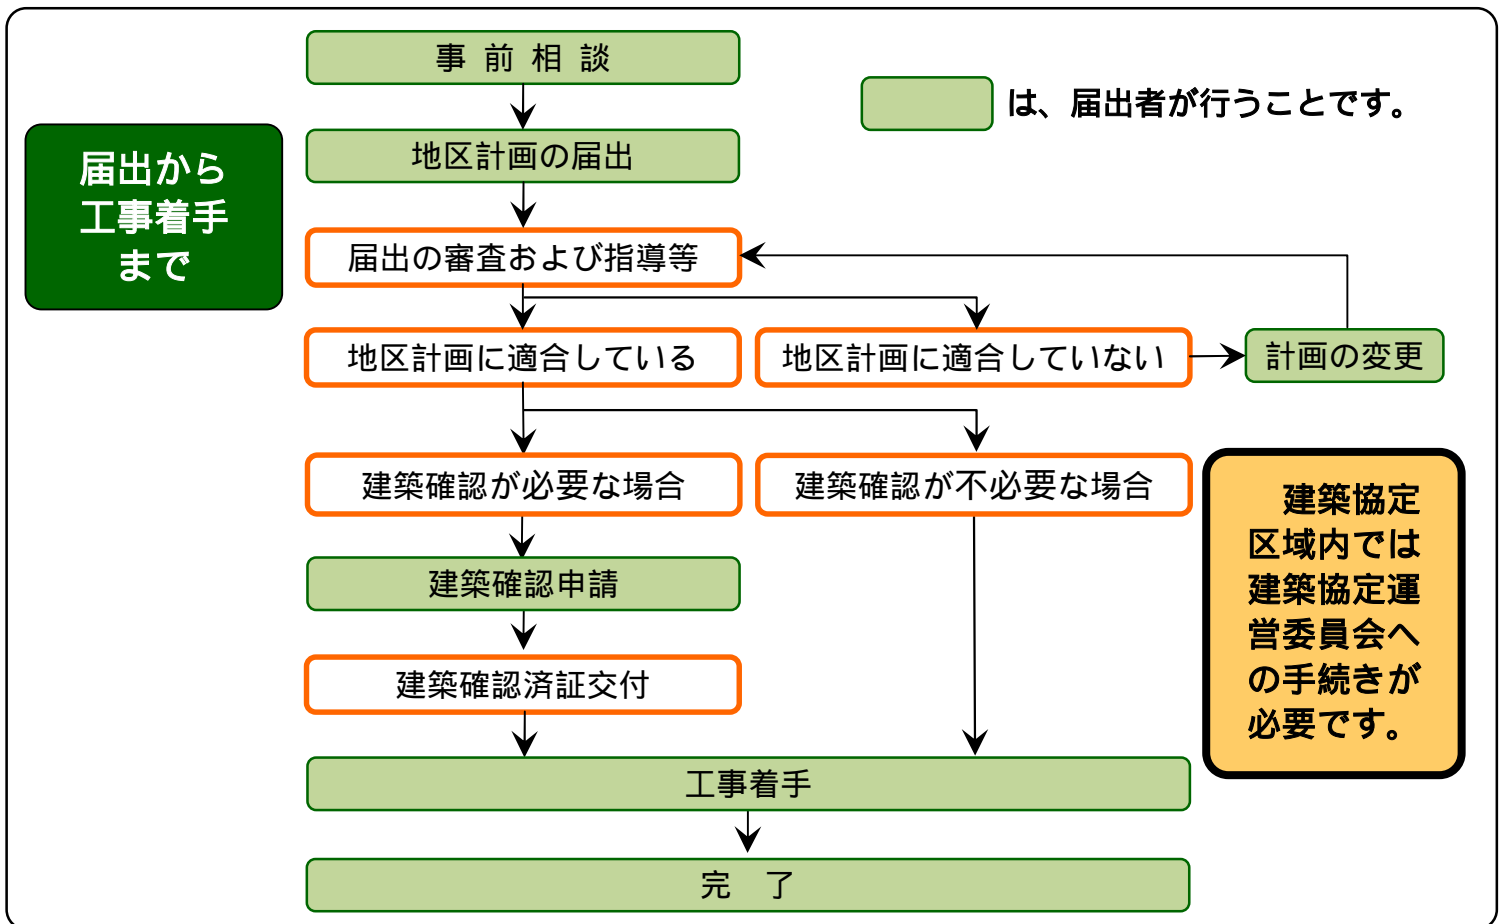 事 前 相 談
は、届出者が行うことです。
届出から
工事着手
まで
地区計画の届出
届出の審査および指導等
地区計画に適合している
地区計画に適合していない
計画の変更
建築確認が必要な場合
建築確認が不必要な場合
建築協定
区域内では
建築協定運
営委員会へ
の手続きが
必要です。
建築確認申請
建築確認済証交付
工事着手
完 了